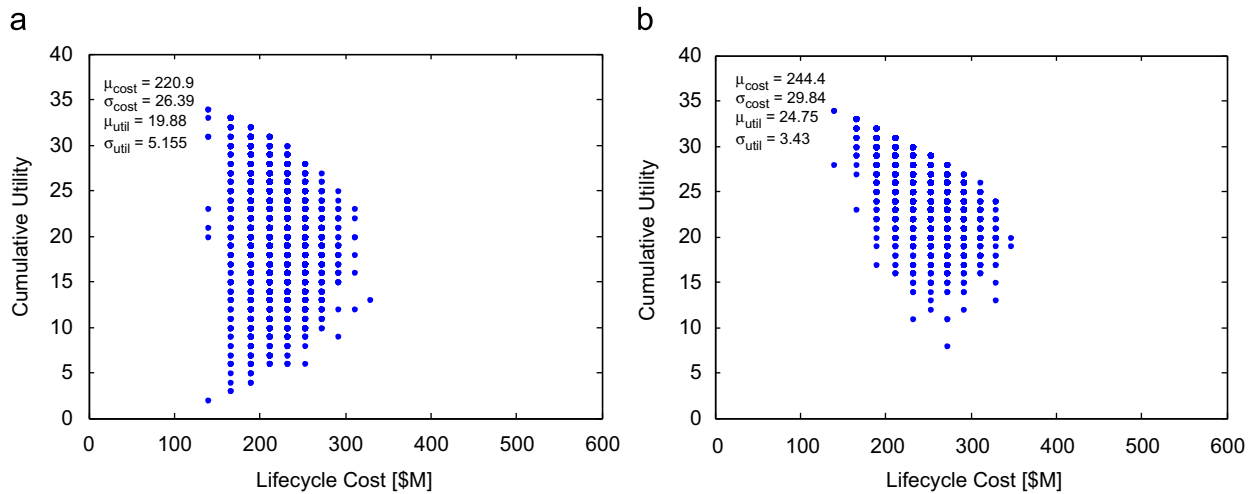 a
40
35
30
25
20
15
10
5
0
μcost = 220.9
σcost = 26.39
μutil = 19.88
σutil = 5.155
Cumulative Utility
0 100 200 300 400 500 600
Lifecycle Cost [$M]
b
40
35
30
25
20
15
10
5
0
μcost = 244.4
σcost = 29.84
μutil = 24.75
σutil = 3.43
Cumulative Utility
0 100 200 300 400 500 600
Lifecycle Cost [$M]